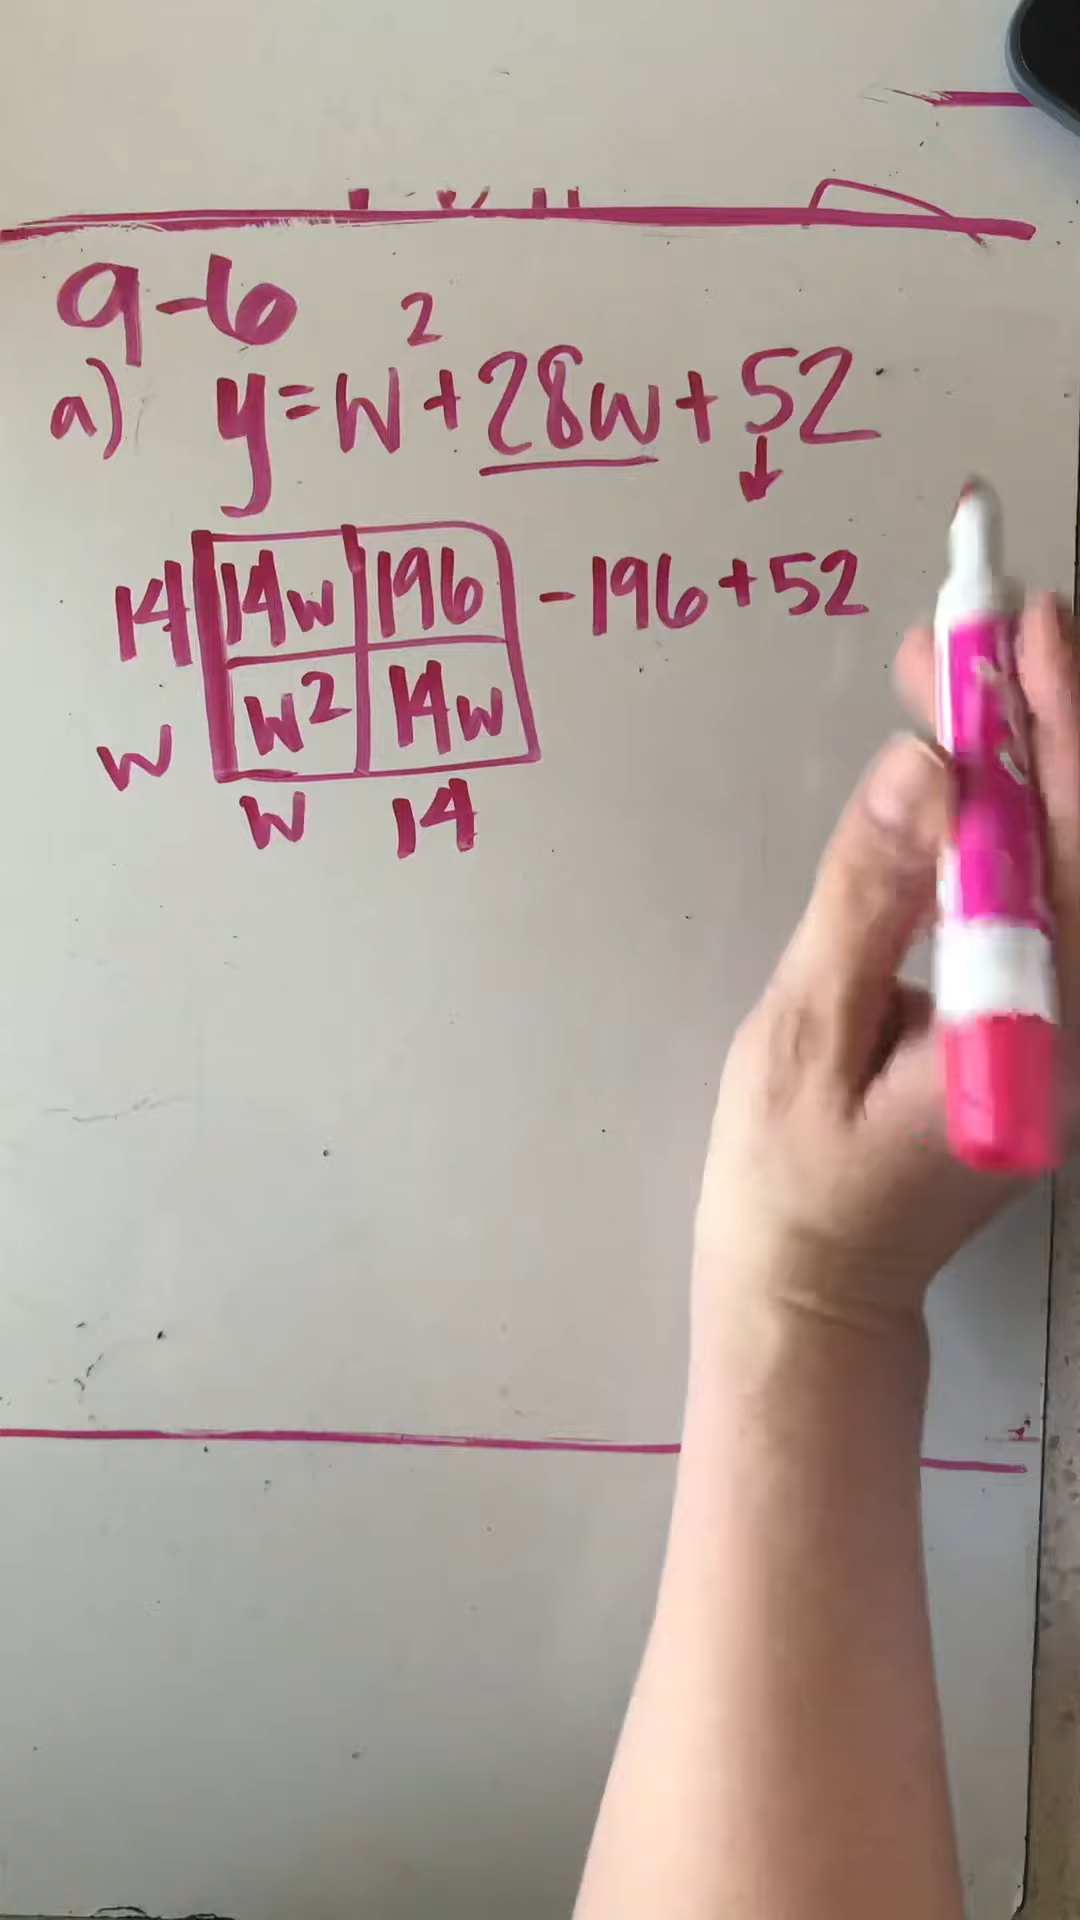 9-6
a) y=w²+28w+52
14 14w 196 -196+52
w w² 14w
w 14